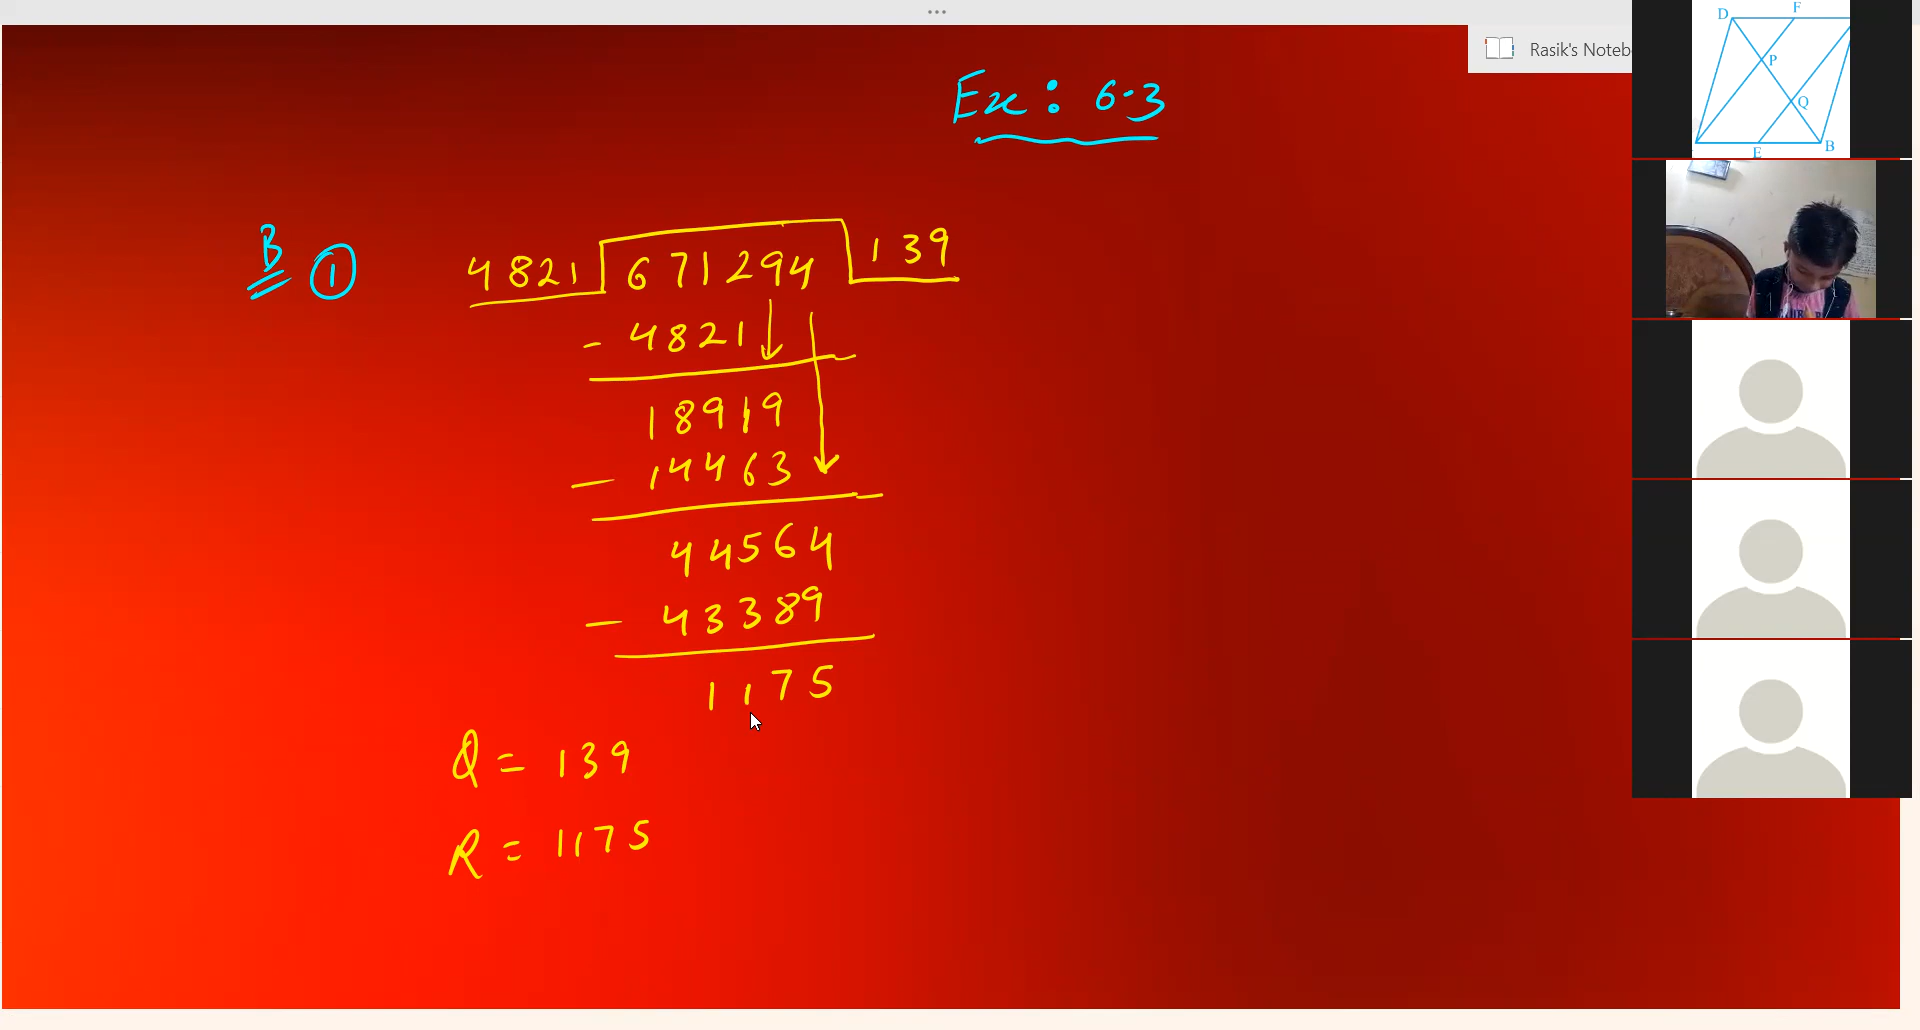 Ex : 6.3
Rasik's Noteb
D F
P
Q
E B
B 1 4821 671294 139
- 4821
18919
- 14463
44564
- 43389
1175
Q = 139
R = 1175